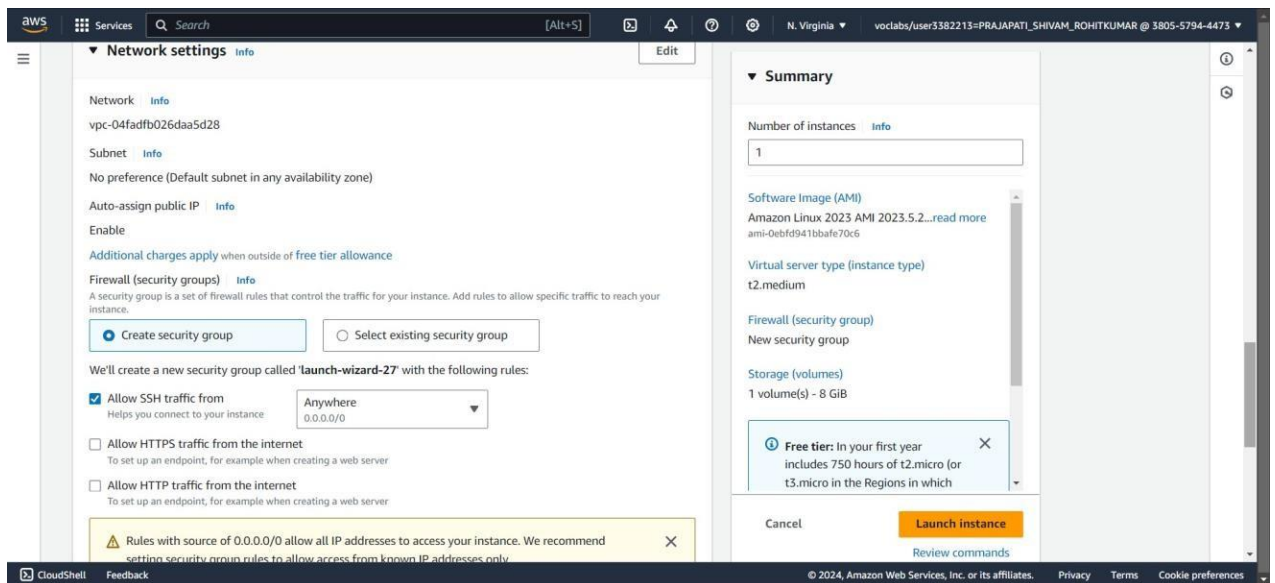 aws
Services
Search
[Alt+S]
N. Virginia
voclabs/user3382213=PRAJAPATI_SHIVAM_ROHITKUMAR @ 3805-5794-4473
Network settings Info
Edit
Network Info
vpc-04fadfb026daa5d28
Subnet Info
No preference (Default subnet in any availability zone)
Auto-assign public IP Info
Enable
Additional charges apply when outside of free tier allowance
Firewall (security groups) Info
A security group is a set of firewall rules that control the traffic for your instance. Add rules to allow specific traffic to reach your
instance.
Create security group
Select existing security group
We'll create a new security group called 'launch-wizard-27' with the following rules:
Allow SSH traffic from
Helps you connect to your instance
Anywhere
0.0.0.0/0
Allow HTTPS traffic from the internet
To set up an endpoint, for example when creating a web server
Allow HTTP traffic from the internet
To set up an endpoint, for example when creating a web server
Rules with source of 0.0.0.0/0 allow all IP addresses to access your instance. We recommend
setting security group rules to allow access from known IP addresses only
Summary
Number of instances Info
1
Software Image (AMI)
Amazon Linux 2023 AMI 2023.5.2...read more
ami-0ebfd941bbafe70c6
Virtual server type (instance type)
t2.medium
Firewall (security group)
New security group
Storage (volumes)
1 volume(s) - 8 GiB
Free tier: In your first year
includes 750 hours of t2.micro (or
t3.micro in the Regions in which
Cancel
Launch instance
Review commands
CloudShell
Feedback
© 2024, Amazon Web Services, Inc. or its affiliates.
Privacy
Terms
Cookie preferences